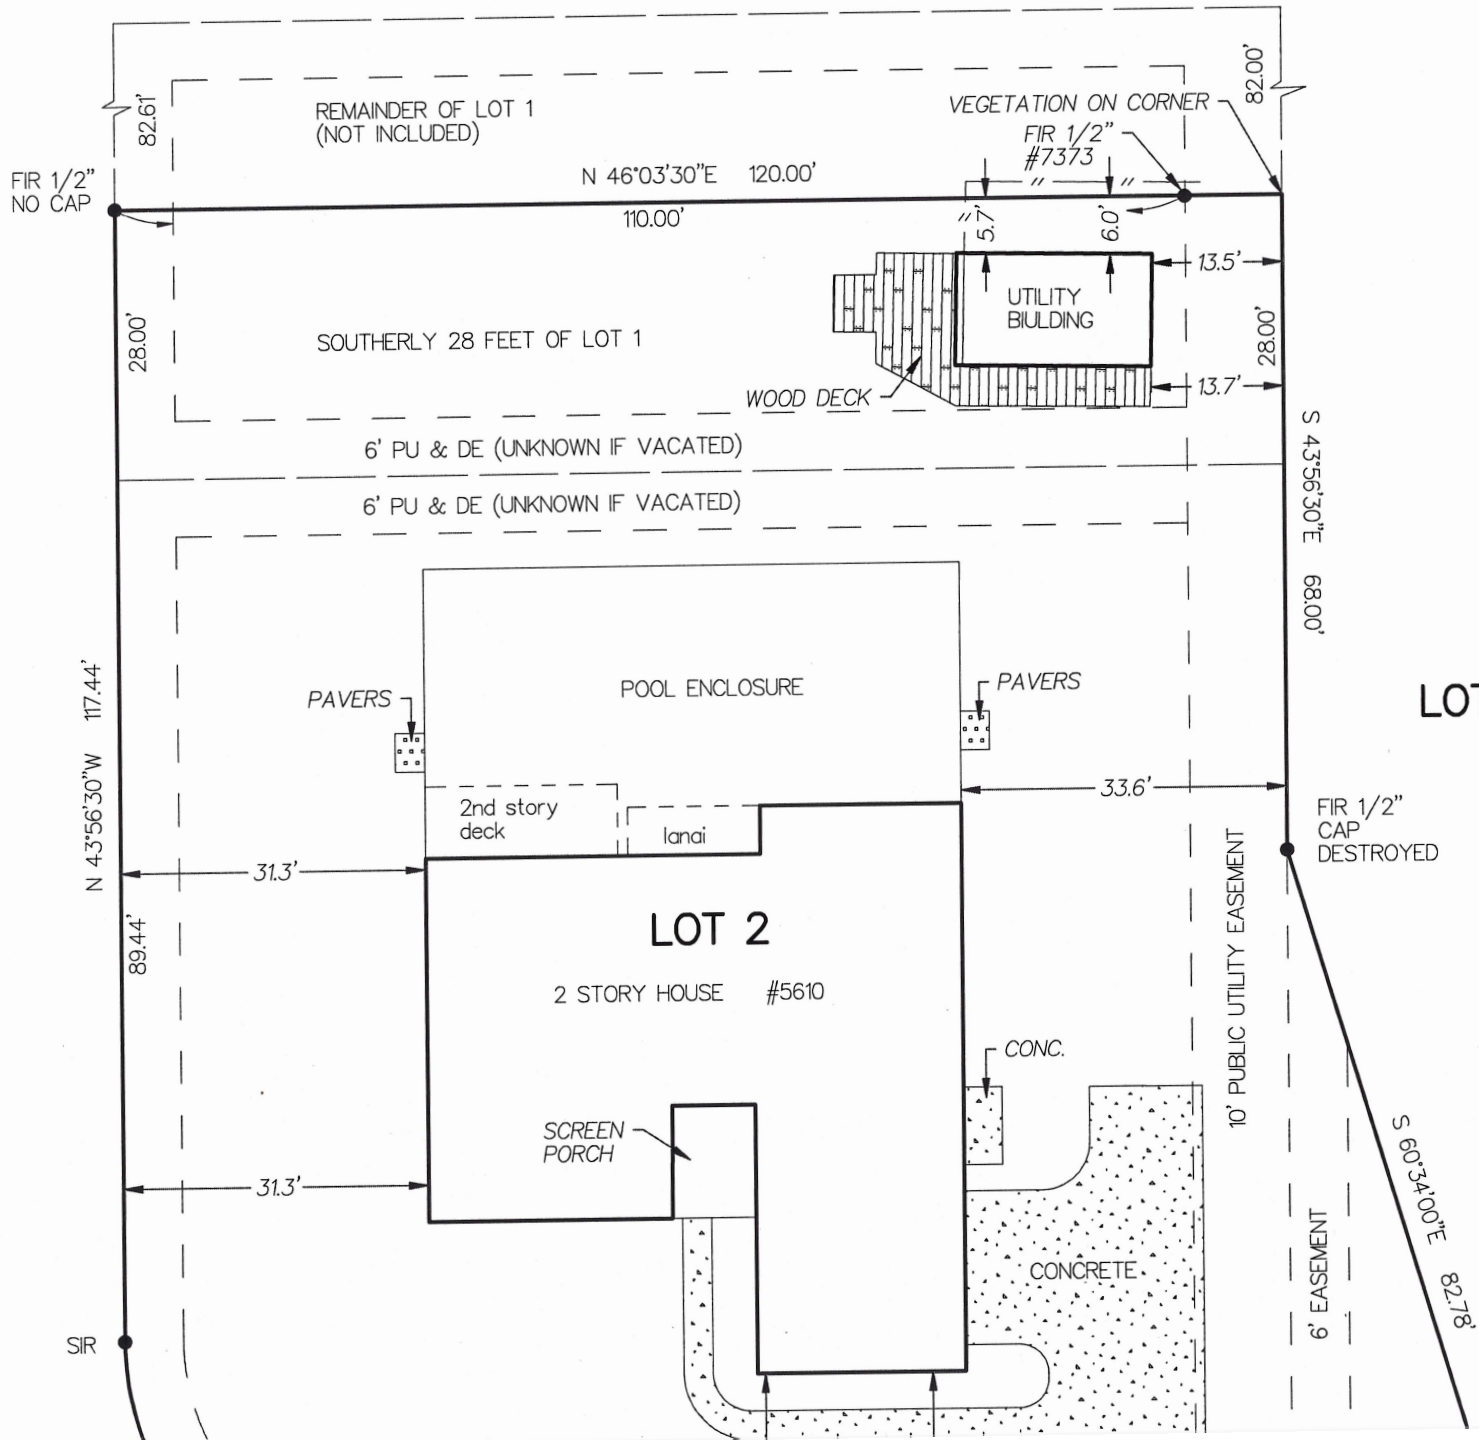 82.61'
REMAINDER OF LOT 1
(NOT INCLUDED)
82.00'
VEGETATION ON CORNER
FIR 1/2"
#7373
N 46°03'30"E 120.00'
FIR 1/2"
NO CAP
110.00'
5.7'
6.0'
13.5'
UTILITY
BIULDING
28.00'
SOUTHERLY 28 FEET OF LOT 1
28.00'
WOOD DECK
13.7'
6' PU & DE (UNKNOWN IF VACATED)
6' PU & DE (UNKNOWN IF VACATED)
S 43°56'30"E 68.00'
N 43°56'30"W 117.44'
PAVERS
POOL ENCLOSURE
PAVERS
LOT
33.6'
2nd story
deck
lanai
FIR 1/2"
CAP
DESTROYED
31.3'
89.44'
LOT 2
2 STORY HOUSE #5610
10' PUBLIC UTILITY EASEMENT
CONC.
SCREEN
PORCH
31.3'
CONCRETE
6' EASEMENT
S 60°34'00"E 82.78'
SIR